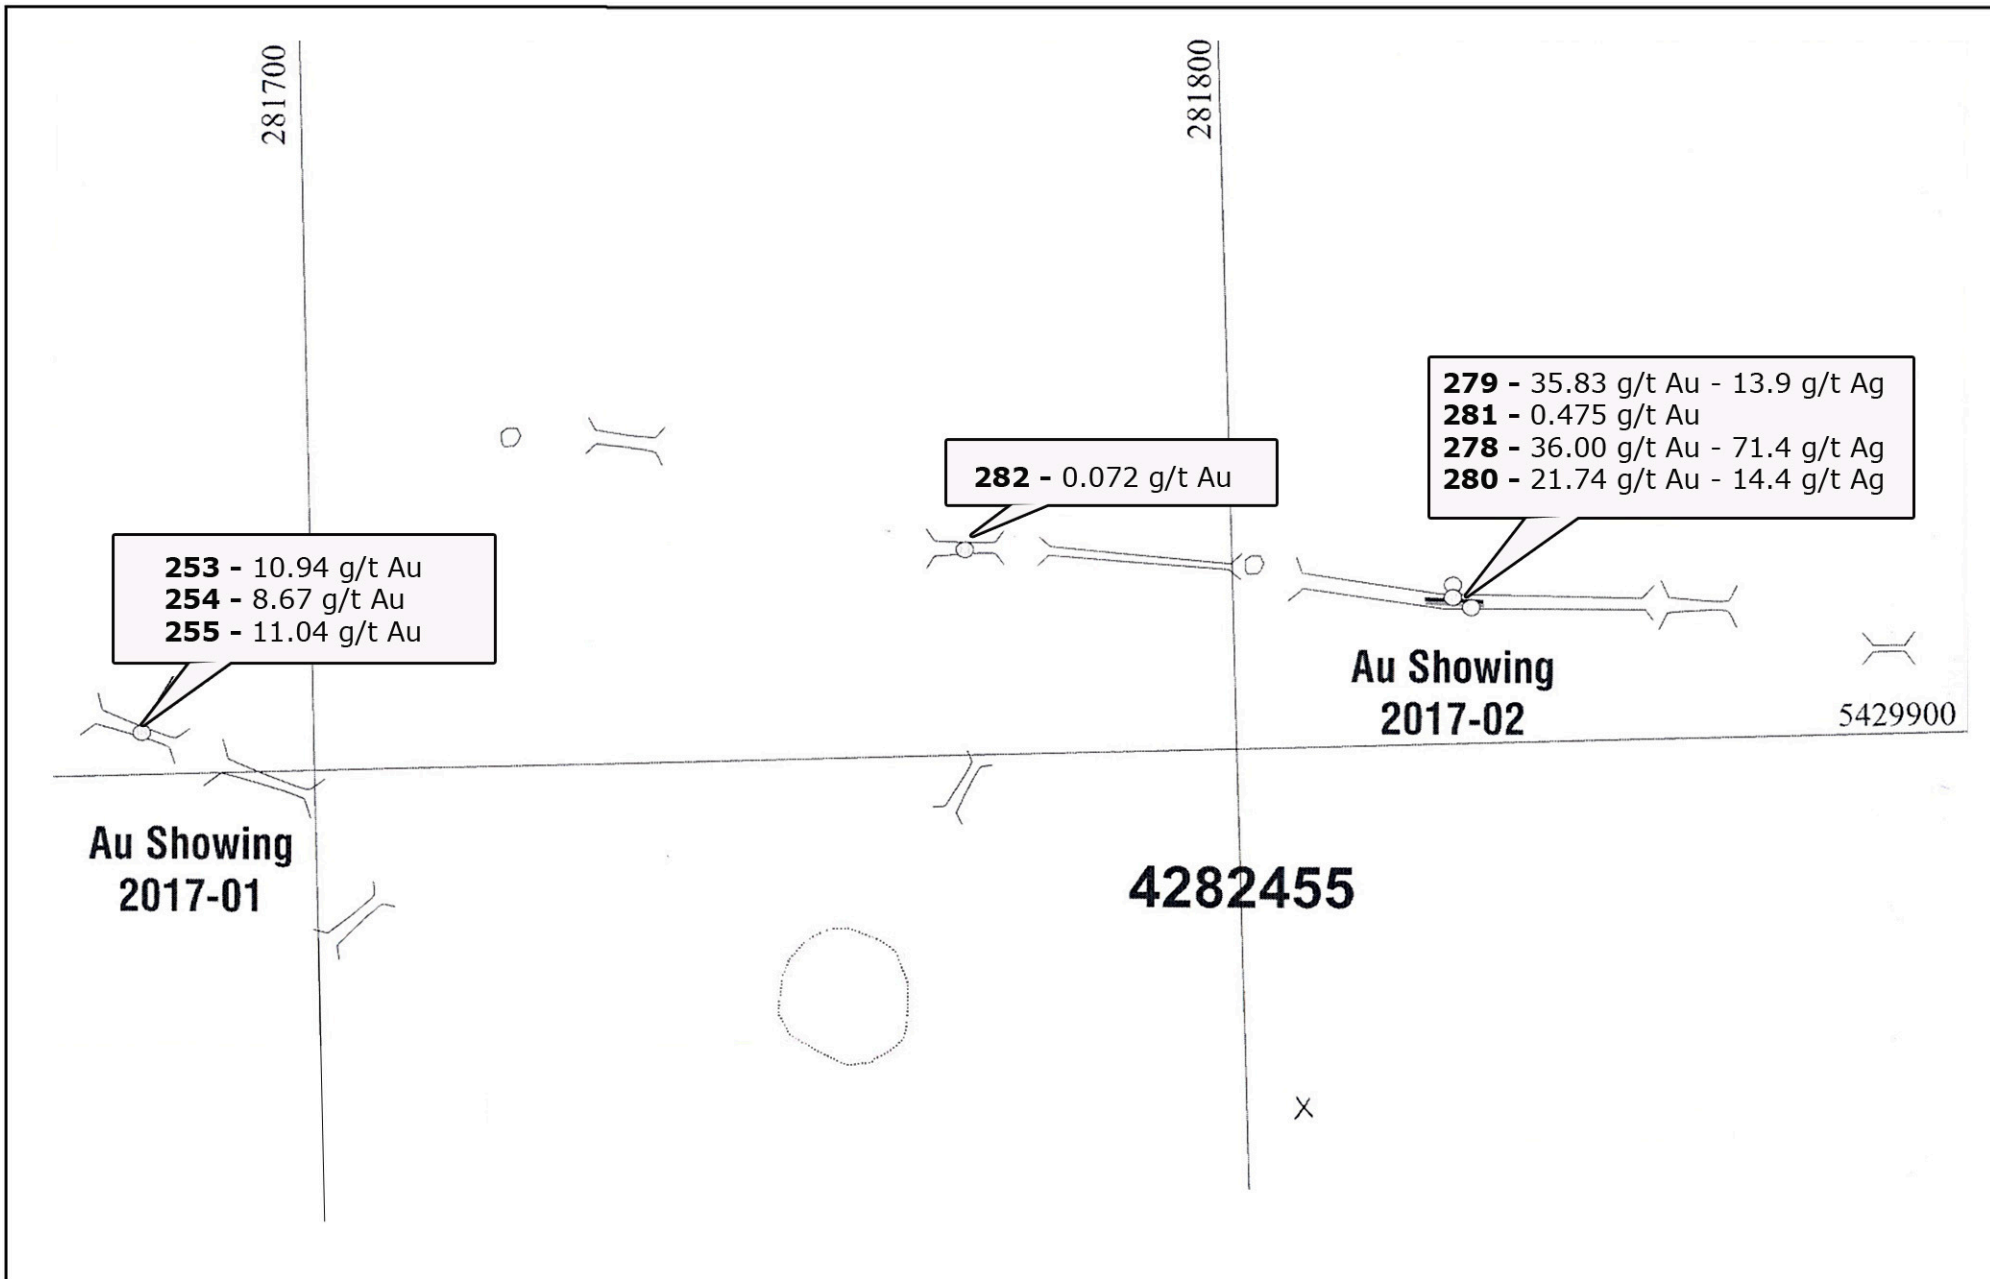 281700
281800
279 - 35.83 g/t Au - 13.9 g/t Ag
281 - 0.475 g/t Au
278 - 36.00 g/t Au - 71.4 g/t Ag
280 - 21.74 g/t Au - 14.4 g/t Ag
282 - 0.072 g/t Au
253 - 10.94 g/t Au
254 - 8.67 g/t Au
255 - 11.04 g/t Au
Au Showing
2017-02
5429900
Au Showing
2017-01
4282455
X